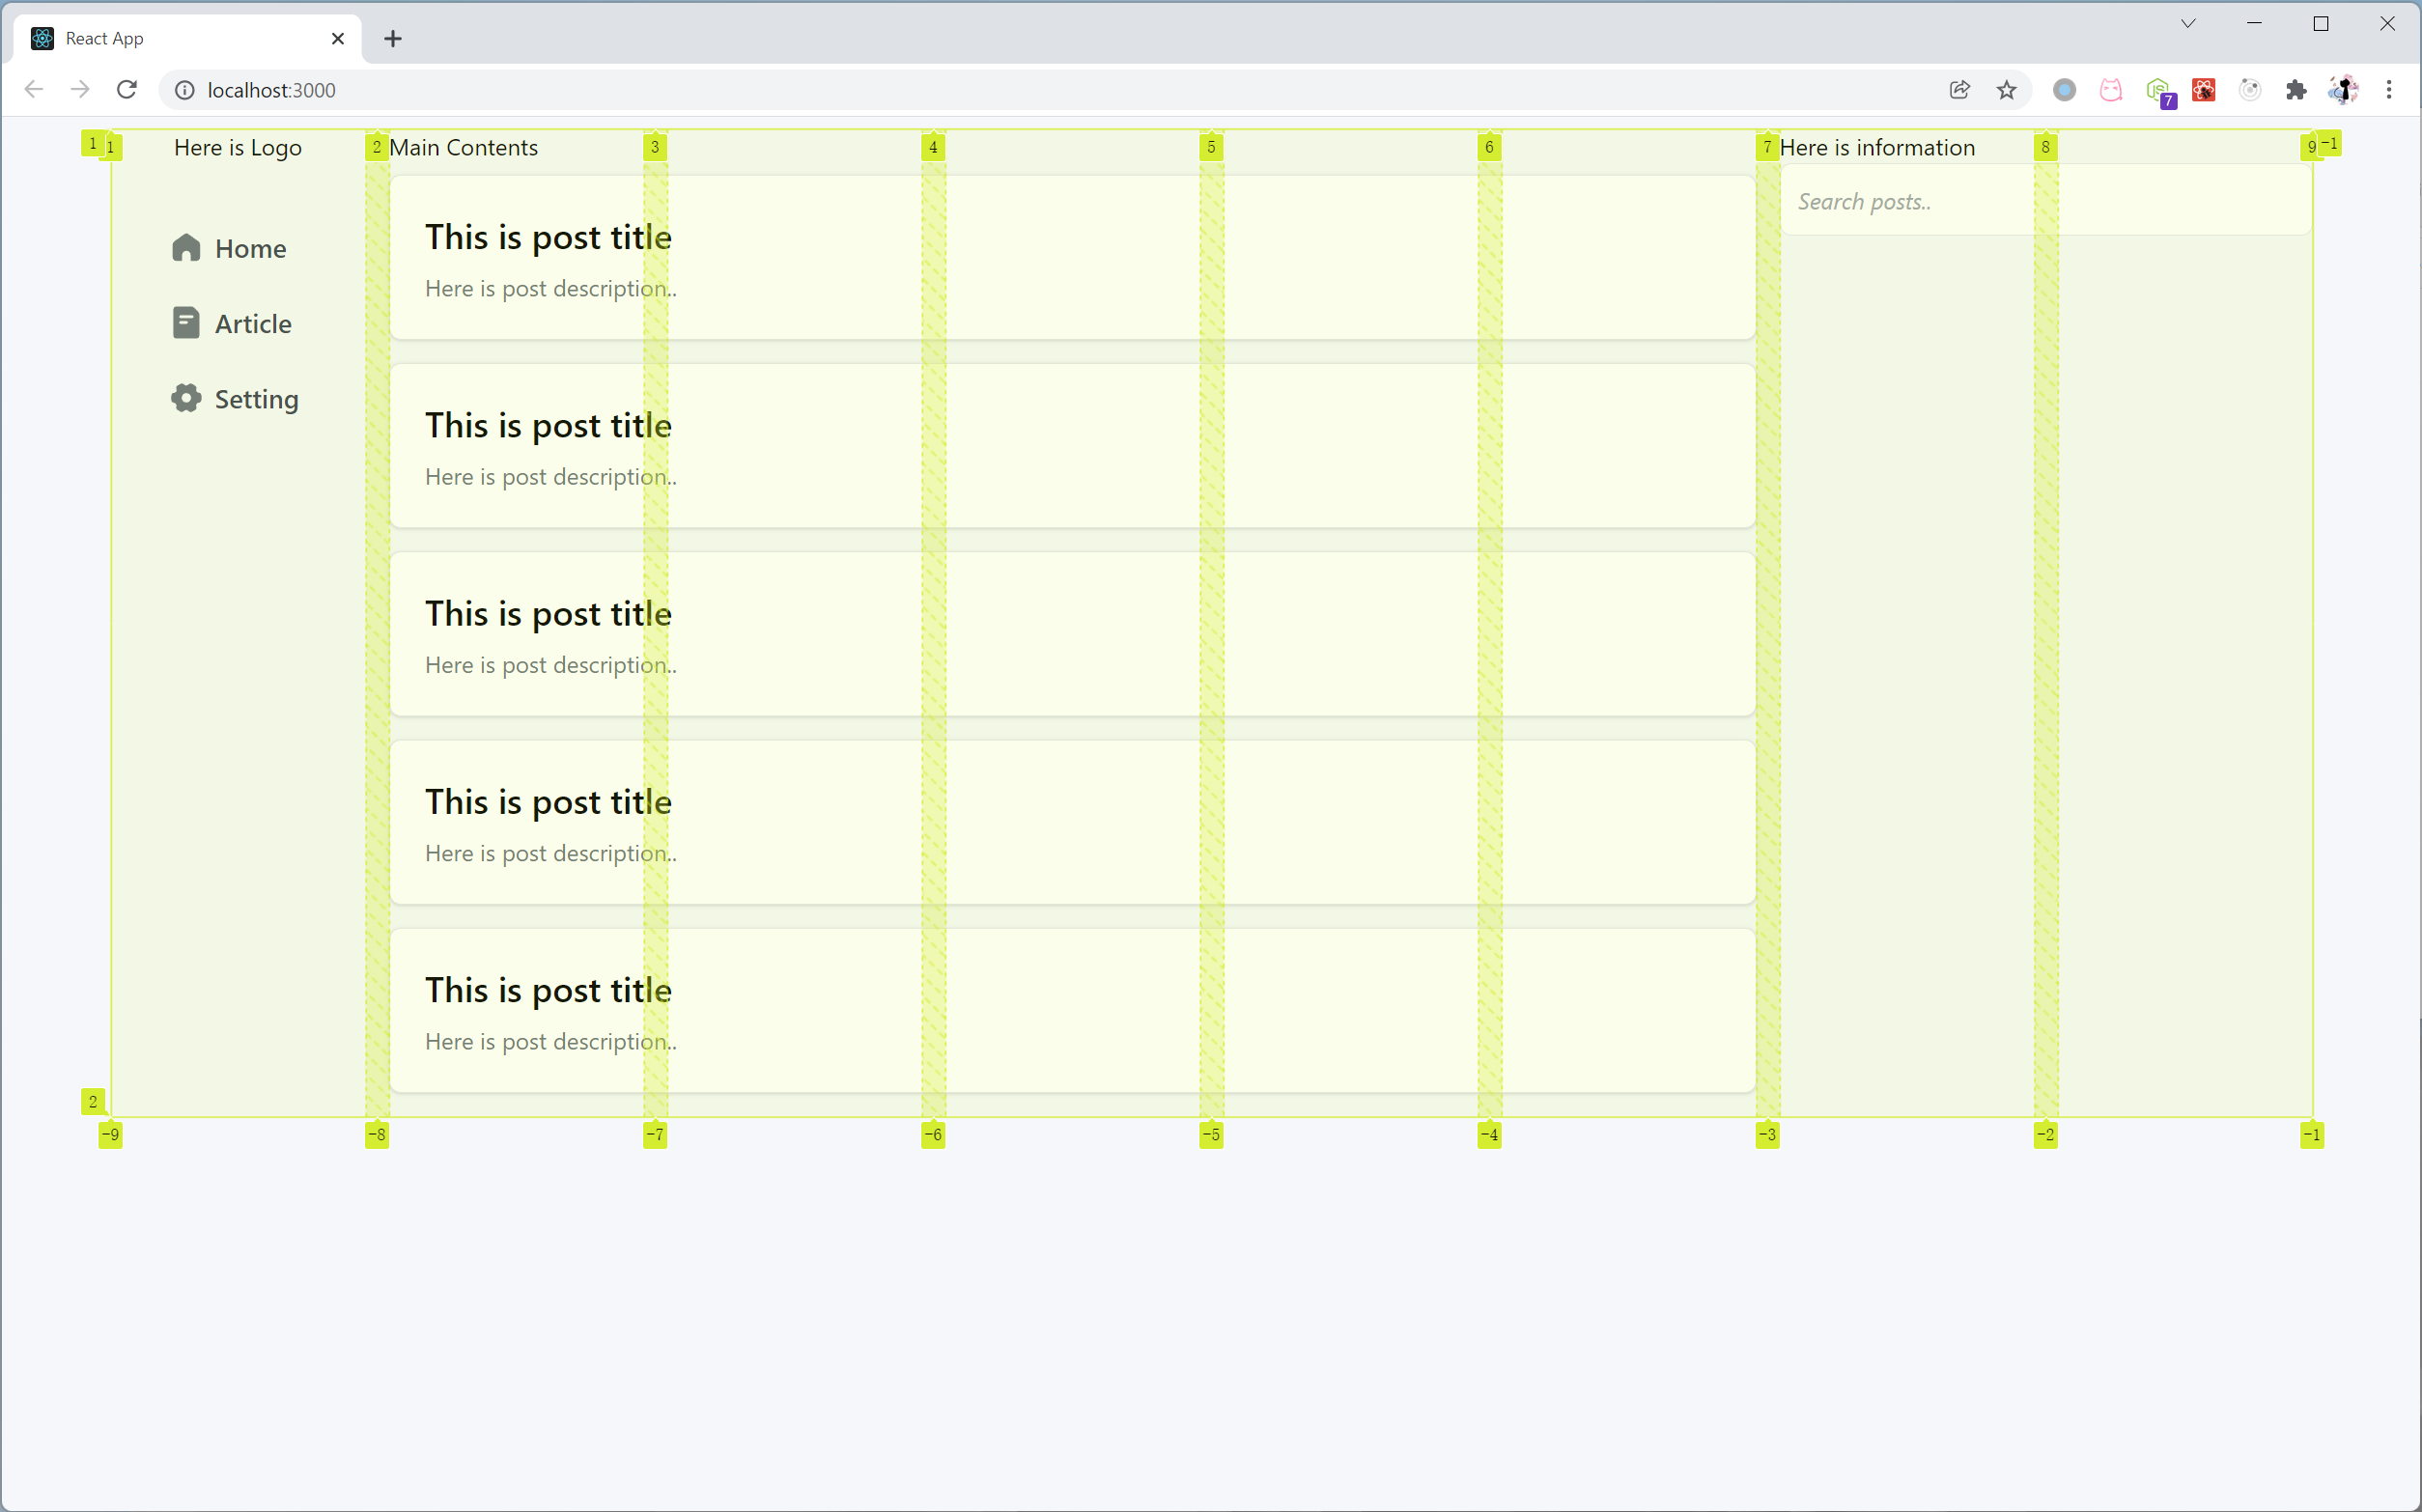 React App
localhost:3000
7
1 1 Here is Logo 2 Main Contents 3 4 5 6 7 Here is information 8 9 -1
Search posts..
Home
Article
Setting
This is post title
Here is post description..
This is post title
Here is post description..
This is post title
Here is post description..
This is post title
Here is post description..
This is post title
Here is post description..
2
-9 -8 -7 -6 -5 -4 -3 -2 -1